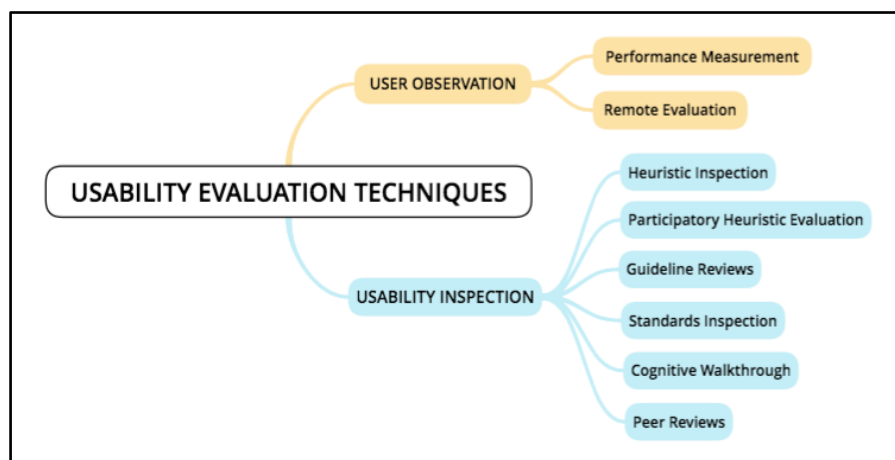 USABILITY EVALUATION TECHNIQUES
USER OBSERVATION
Performance Measurement
Remote Evaluation
USABILITY INSPECTION
Heuristic Inspection
Participatory Heuristic Evaluation
Guideline Reviews
Standards Inspection
Cognitive Walkthrough
Peer Reviews